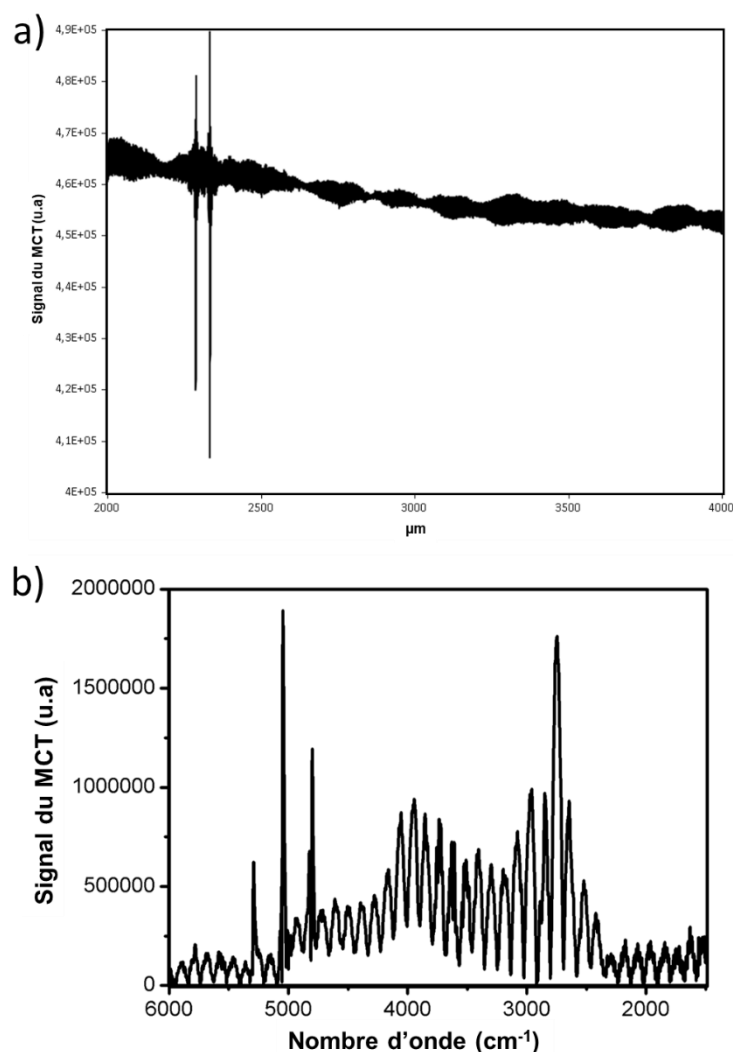 a)
4,9E+05
4,8E+05
4,7E+05
4,6E+05
4,5E+05
4,4E+05
4,3E+05
4,2E+05
4,1E+05
4E+05
Signal du MCT (u.a)
2000 2500 3000 3500 4000
µm
b)
2000000
1500000
1000000
500000
0
Signal du MCT (u.a)
6000 5000 4000 3000 2000
Nombre d'onde (cm⁻¹)